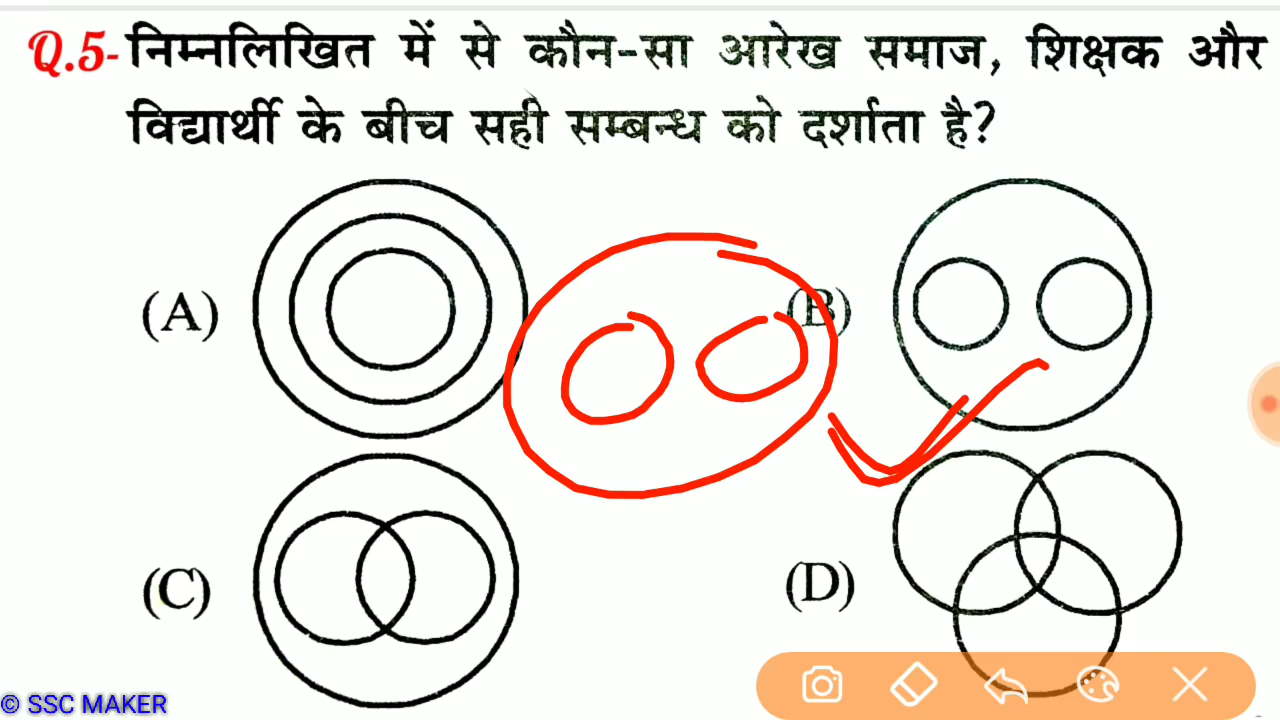 Q.5- निम्नलिखित में से कौन-सा आरेख समाज, शिक्षक और
विद्यार्थी के बीच सही सम्बन्ध को दर्शाता है?
(A)
(B)
(C)
(D)
© SSC MAKER